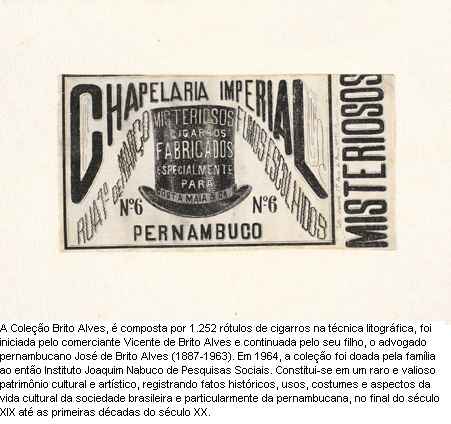 CHAPELARIA IMPERIAL
MISTERIOSOS
CIGARROS
FABRICADOS
ESPECIALMENTE
PARA
COSTA MAIA & Cª
RUA 1º DE MARÇO
FUMOS ESCOLHIDOS
Nº6
Nº6
PERNAMBUCO
MISTERIOSOS
A Coleção Brito Alves, é composta por 1.252 rótulos de cigarros na técnica litográfica, foi
iniciada pelo comerciante Vicente de Brito Alves e continuada pelo seu filho, o advogado
pernambucano José de Brito Alves (1887-1963). Em 1964, a coleção foi doada pela família
ao então Instituto Joaquim Nabuco de Pesquisas Sociais. Constitui-se em um raro e valioso
patrimônio cultural e artístico, registrando fatos históricos, usos, costumes e aspectos da
vida cultural da sociedade brasileira e particularmente da pernambucana, no final do século
XIX até as primeiras décadas do século XX.